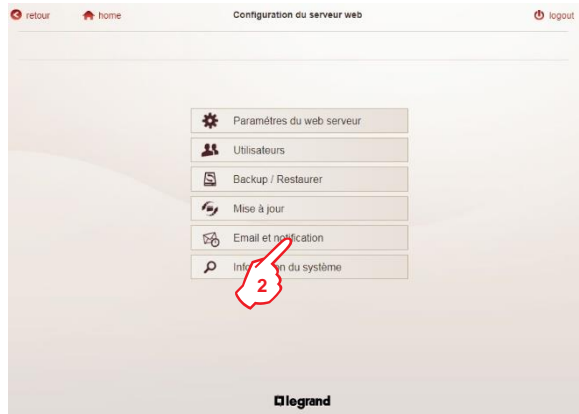 retour home Configuration du serveur web logout
Paramétres du web serveur
Utilisateurs
Backup / Restaurer
Mise à jour
Email et notification
du système
2
legrand